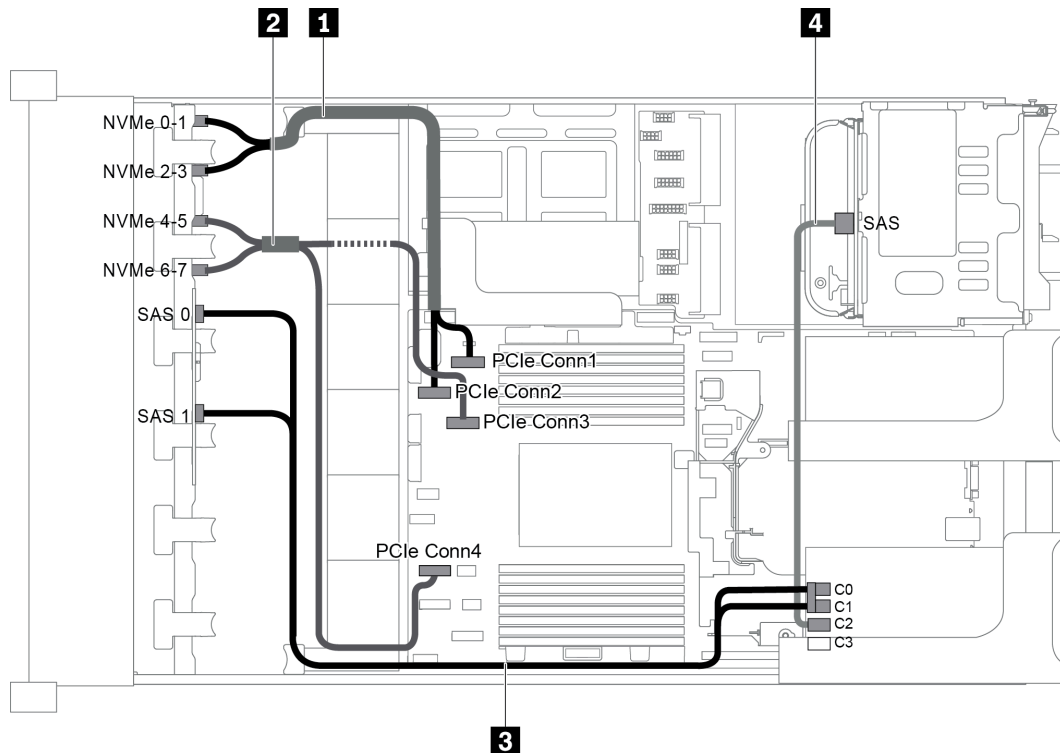 2
1
4
NVMe 0-1
NVMe 2-3
NVMe 4-5
SAS
NVMe 6-7
SAS 0
PCIe Conn1
PCIe Conn2
SAS 1
PCIe Conn3
PCIe Conn4
C0
C1
C2
C3
3